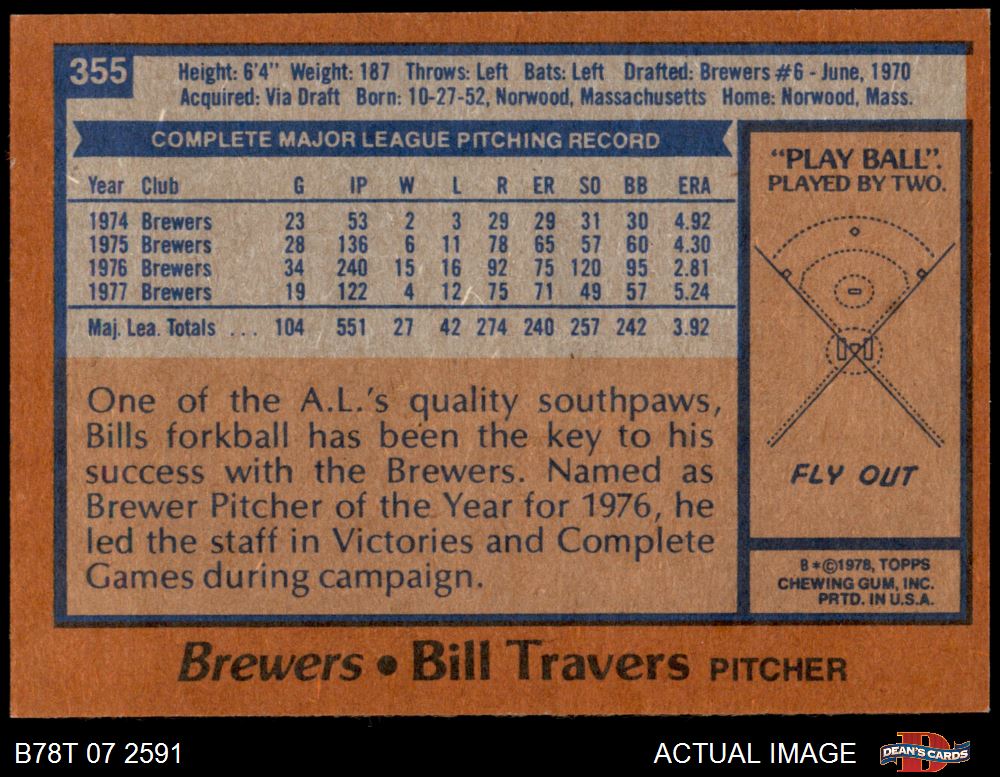 355
Height: 6'4" Weight: 187 Throws: Left Bats: Left Drafted: Brewers #6 - June, 1970
Acquired: Via Draft Born: 10-27-52, Norwood, Massachusetts Home: Norwood, Mass.
COMPLETE MAJOR LEAGUE PITCHING RECORD
Year Club G IP W L R ER SO BB ERA
1974 Brewers 23 53 2 3 29 29 31 30 4.92
1975 Brewers 28 136 6 11 78 65 57 60 4.30
1976 Brewers 34 240 15 16 92 75 120 95 2.81
1977 Brewers 19 122 4 12 75 71 49 57 5.24
Maj. Lea. Totals ... 104 551 27 42 274 240 257 242 3.92
One of the A.L.'s quality southpaws,
Bills forkball has been the key to his
success with the Brewers. Named as
Brewer Pitcher of the Year for 1976, he
led the staff in Victories and Complete
Games during campaign.
"PLAY BALL".
PLAYED BY TWO.
FLY OUT
B*©1978, TOPPS
CHEWING GUM, INC.
PRTD. IN U.S.A.
Brewers • Bill Travers PITCHER
B78T 07 2591
ACTUAL IMAGE
D
DEAN'S CARDS